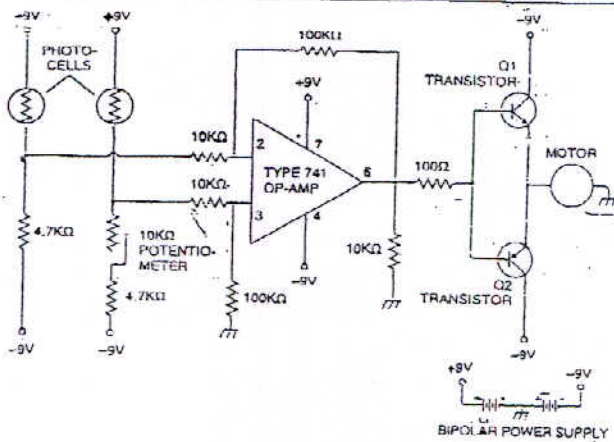 -9V
+9V
PHOTO-
CELLS
100KΩ
-9V
Q1
TRANSISTOR
+9V
10KΩ
2
7
TYPE 741
OP-AMP
6
100Ω
MOTOR
10KΩ
3
4
4.7KΩ
10KΩ
POTENTIO-
METER
10KΩ
-9V
4.7KΩ
100KΩ
Q2
TRANSISTOR
-9V
-9V
-9V
+9V
-9V
BIPOLAR POWER SUPPLY